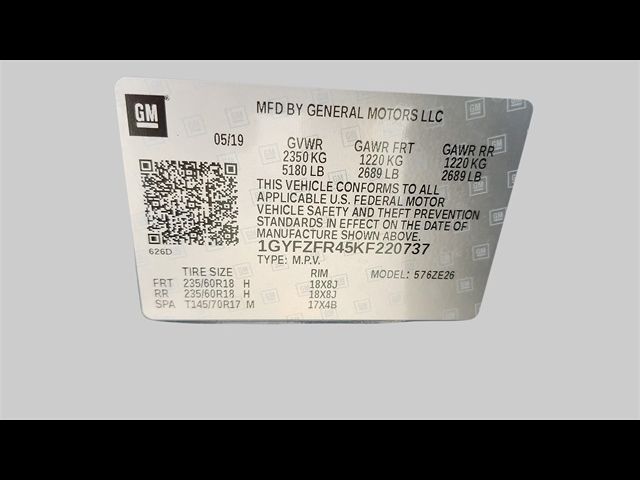 GM
MFD BY GENERAL MOTORS LLC
05/19 GVWR GAWR FRT GAWR RR
2350 KG 1220 KG 1220 KG
5180 LB 2689 LB 2689 LB
THIS VEHICLE CONFORMS TO ALL
APPLICABLE U.S. FEDERAL MOTOR
VEHICLE SAFETY AND THEFT PREVENTION
STANDARDS IN EFFECT ON THE DATE OF
MANUFACTURE SHOWN ABOVE.
626D 1GYFZFR45KF220737
TYPE: M.P.V. MODEL: 576ZE26
TIRE SIZE RIM
FRT 235/60R18 H 18X8J
RR 235/60R18 H 18X8J
SPA T145/70R17 M 17X4B